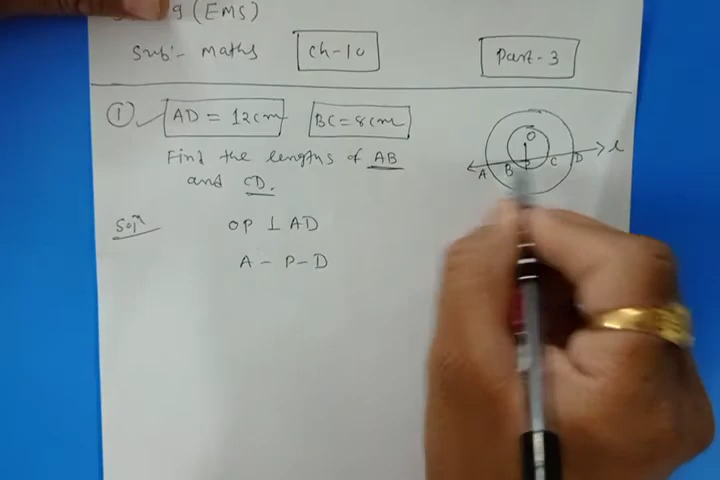 9 (EMS)
Sub:- maths
Ch-10
Part-3
① AD = 12cm BC = 8cm
Find the lengths of AB
and CD.
Solⁿ
OP ⊥ AD
A - P - D
O
A B P C D l